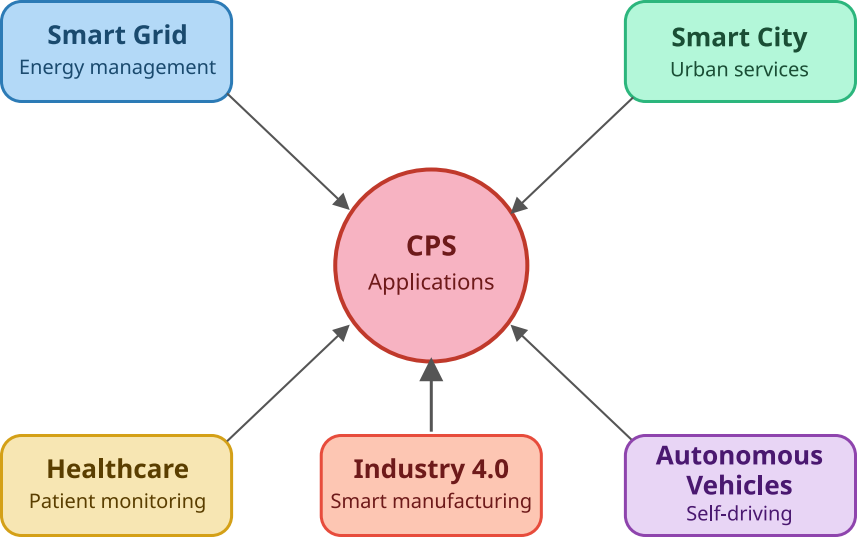 Smart Grid
Energy management
Smart City
Urban services
CPS
Applications
Healthcare
Patient monitoring
Industry 4.0
Smart manufacturing
Autonomous
Vehicles
Self-driving